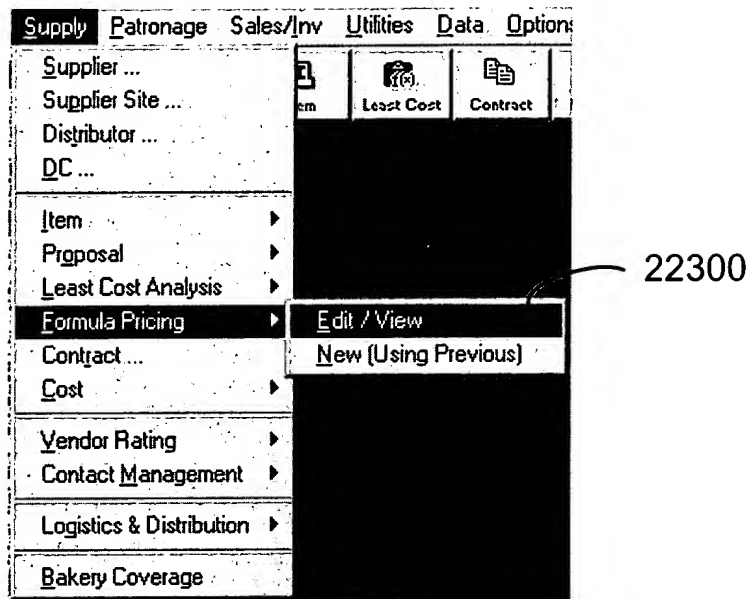 Supply Patronage Sales/Inv Utilities Data Option
Least Cost Contract
Supplier ...
Supplier Site ...
Distributor ...
DC ...
Item
Proposal
Least Cost Analysis
Formula Pricing
Edit / View
22300
New (Using Previous)
Contract ...
Cost
Vendor Rating
Contact Management
Logistics & Distribution
Bakery Coverage